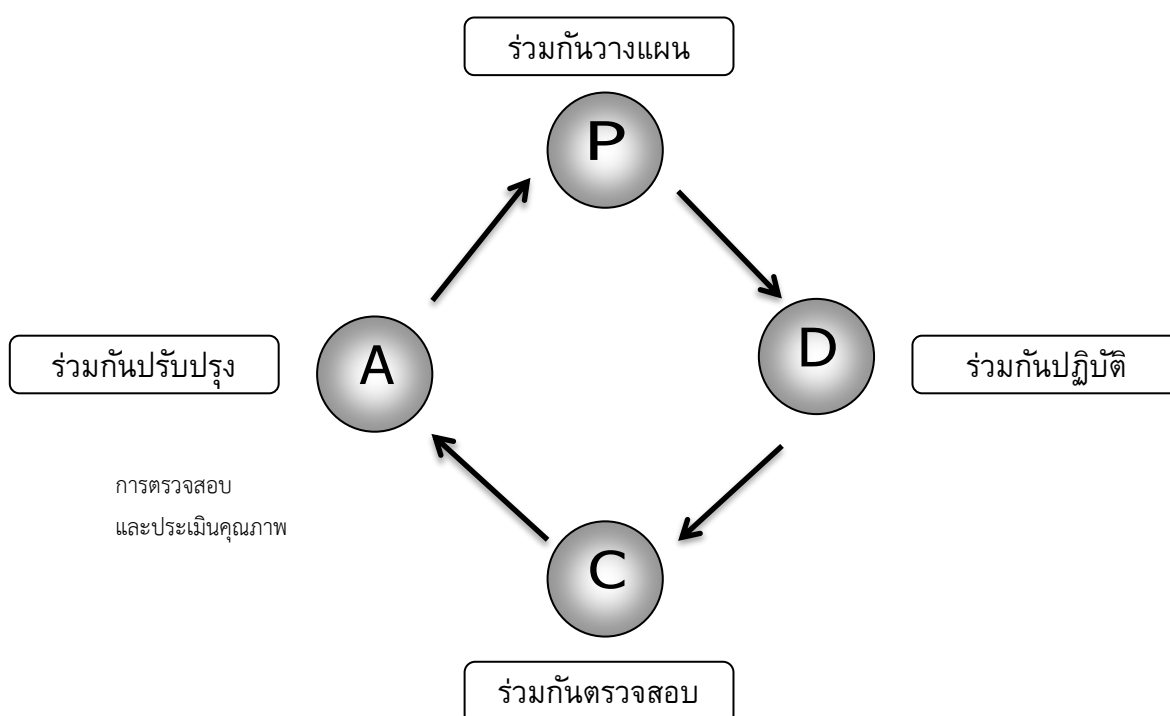 ร่วมกันวางแผน
P
A
D
ร่วมกันปรับปรุง
ร่วมกันปฏิบัติ
การตรวจสอบ
และประเมินคุณภาพ
C
ร่วมกันตรวจสอบ